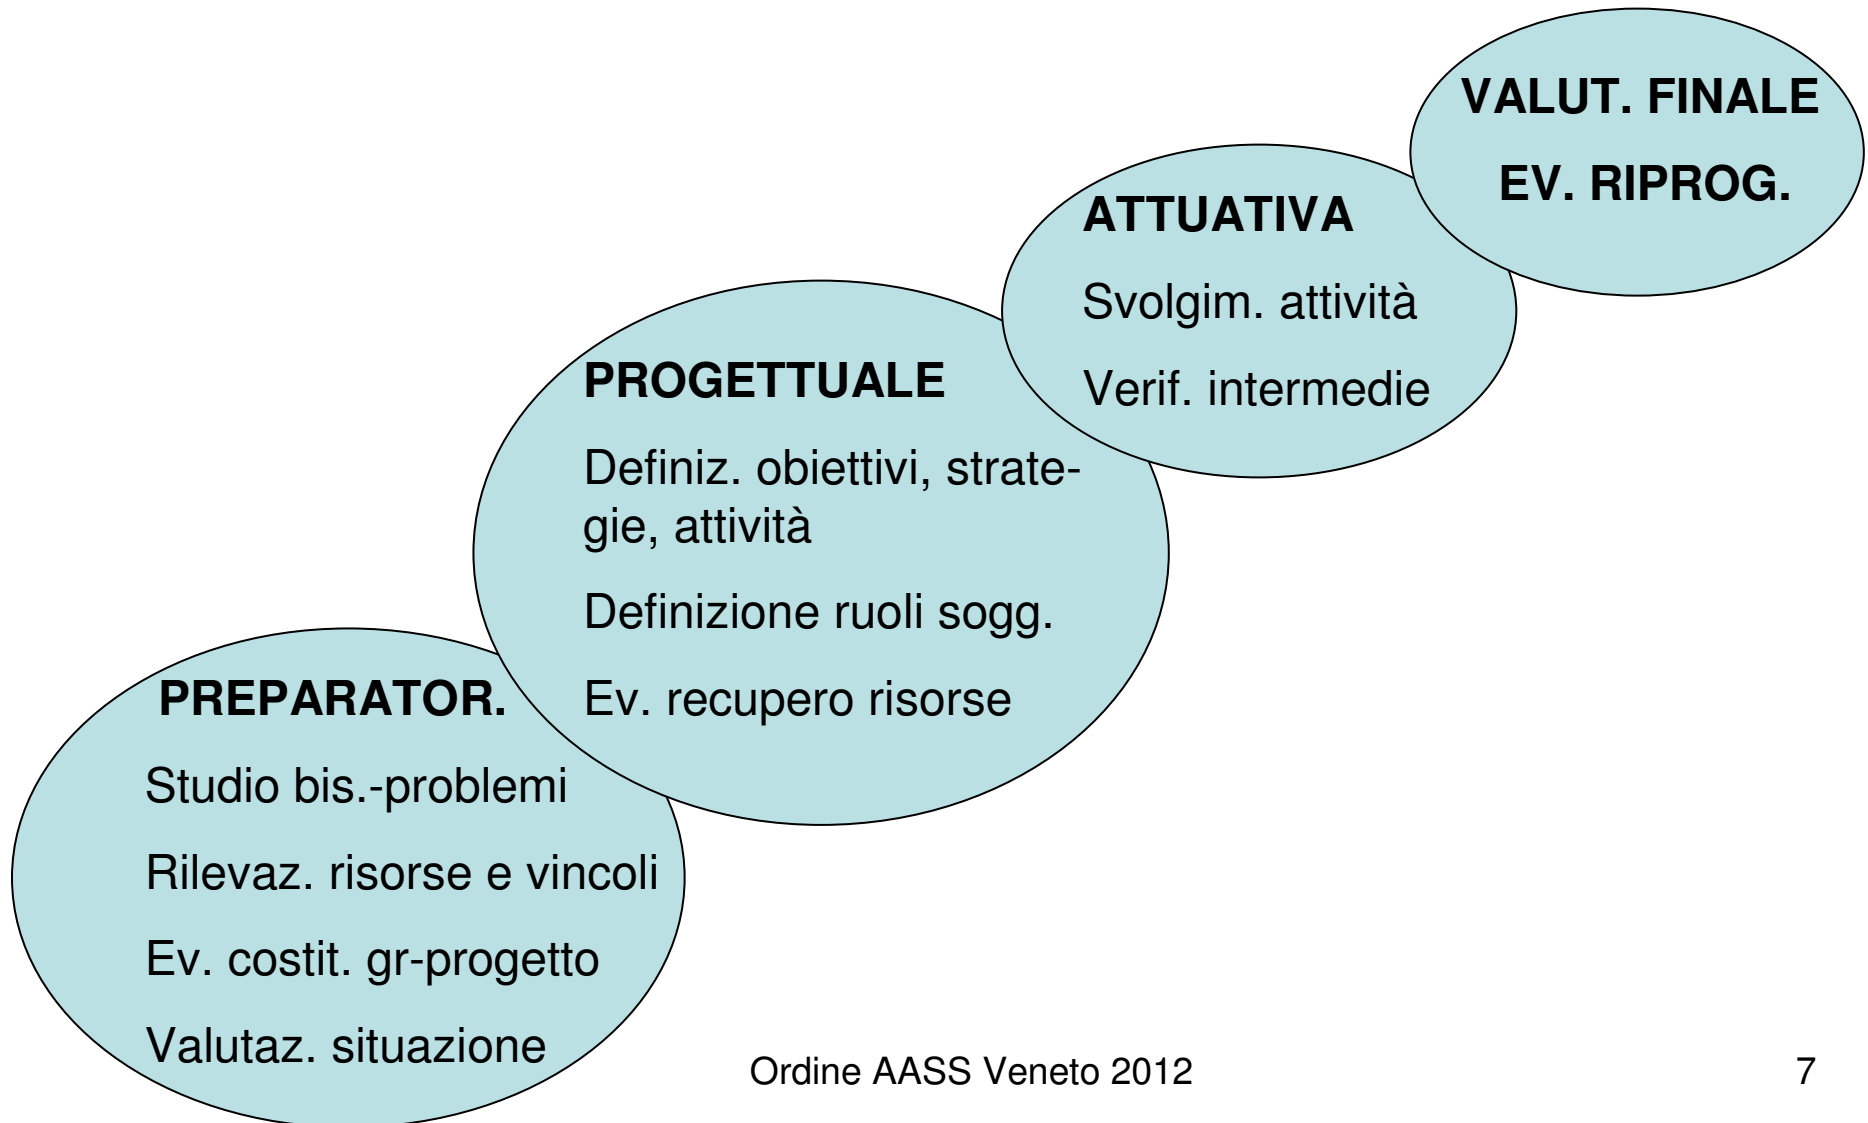 VALUT. FINALE
EV. RIPROG.
ATTUATIVA
Svolgim. attività
Verif. intermedie
PROGETTUALE
Definiz. obiettivi, strate-
gie, attività
Definizione ruoli sogg.
Ev. recupero risorse
PREPARATOR.
Studio bis.-problemi
Rilevaz. risorse e vincoli
Ev. costit. gr-progetto
Valutaz. situazione
Ordine AASS Veneto 2012
7